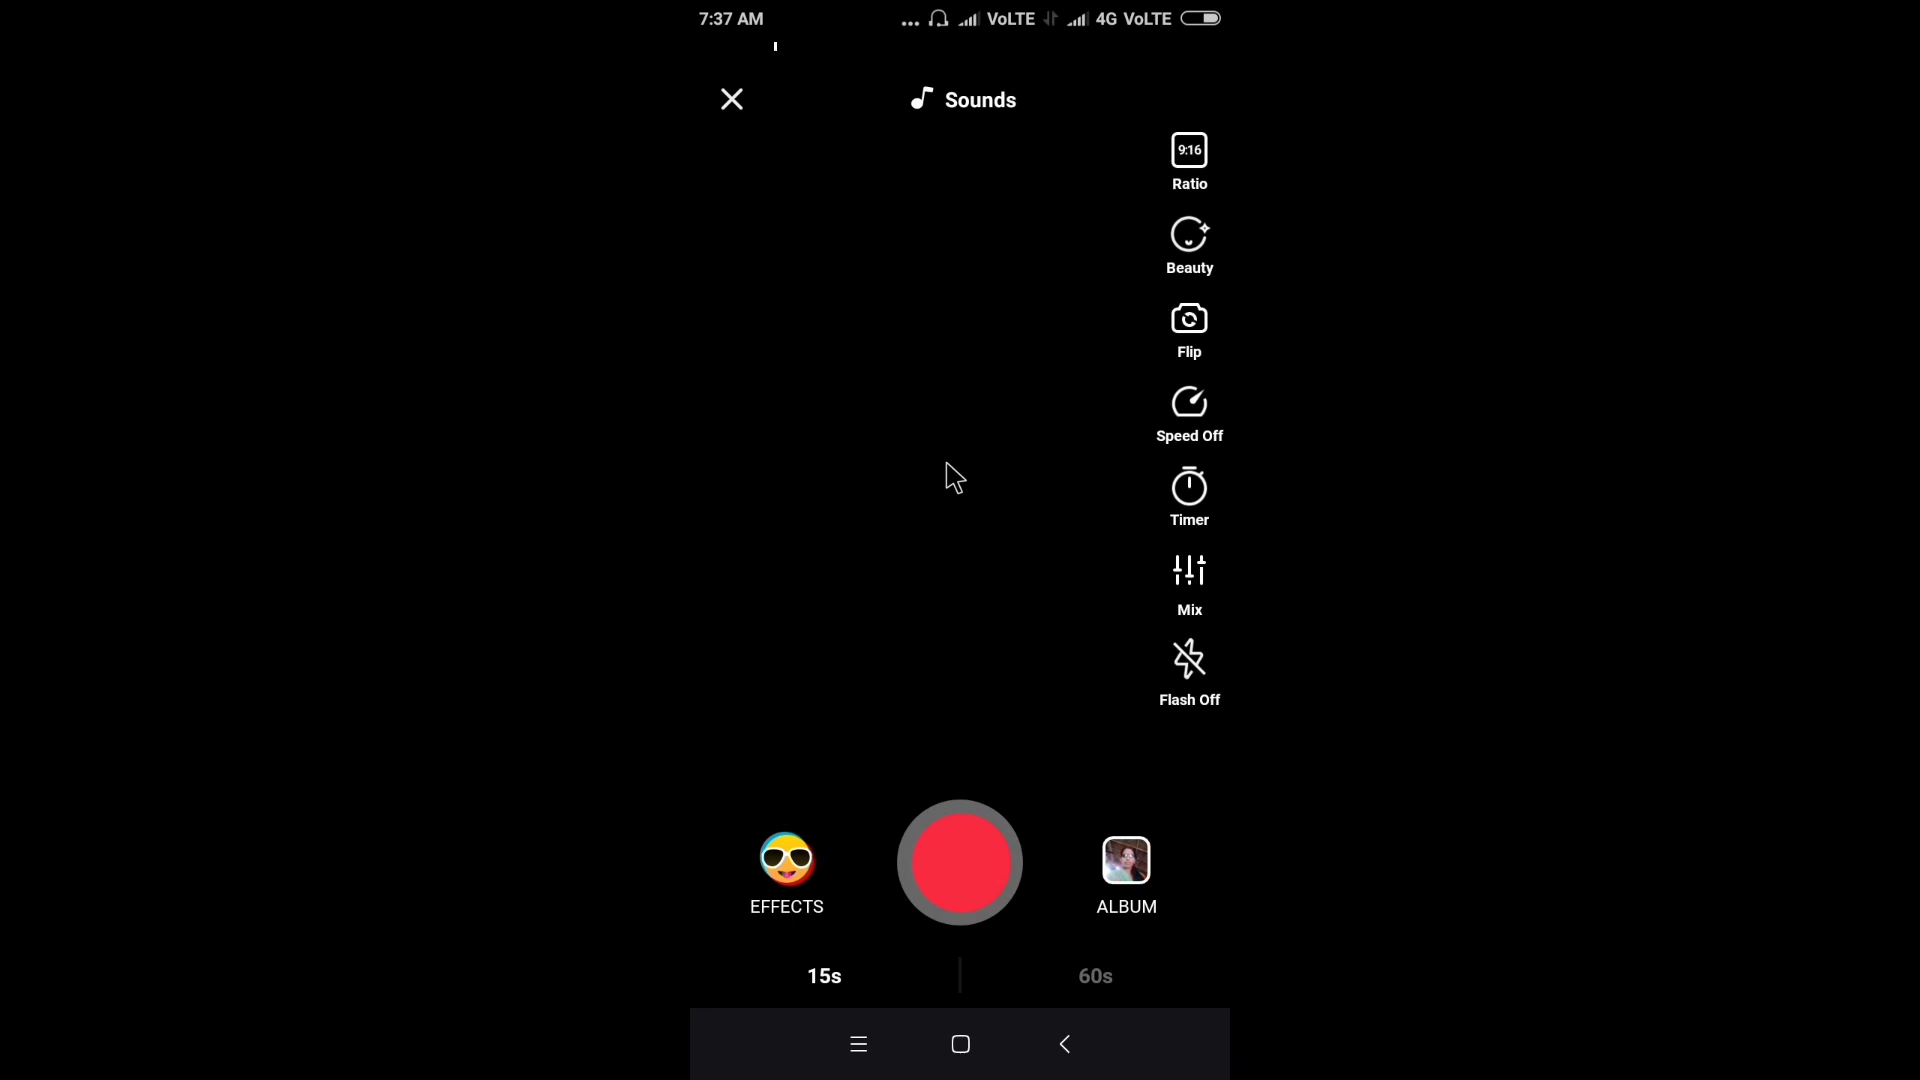 7:37 AM ... VoLTE 4G VoLTE
Sounds
9:16
Ratio
Beauty
Flip
Speed Off
Timer
Mix
Flash Off
EFFECTS ALBUM
15s 60s